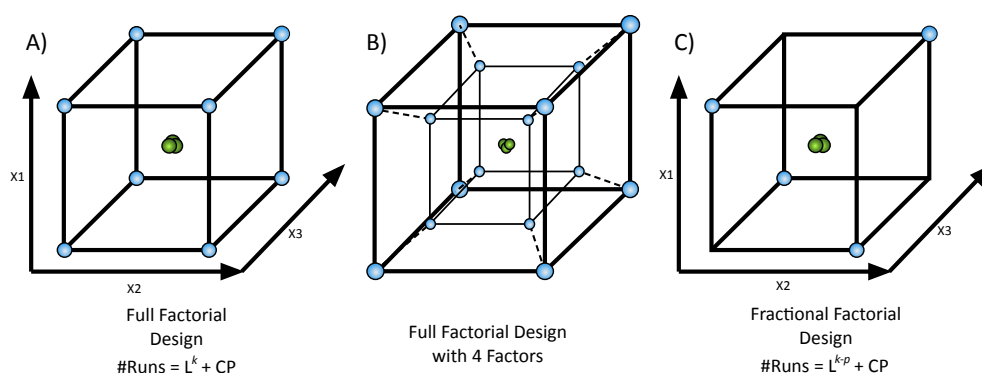 A)
X1
X2
X3
Full Factorial
Design
#Runs = L^k + CP
B)
Full Factorial Design
with 4 Factors
C)
X1
X2
X3
Fractional Factorial
Design
#Runs = L^k-p + CP